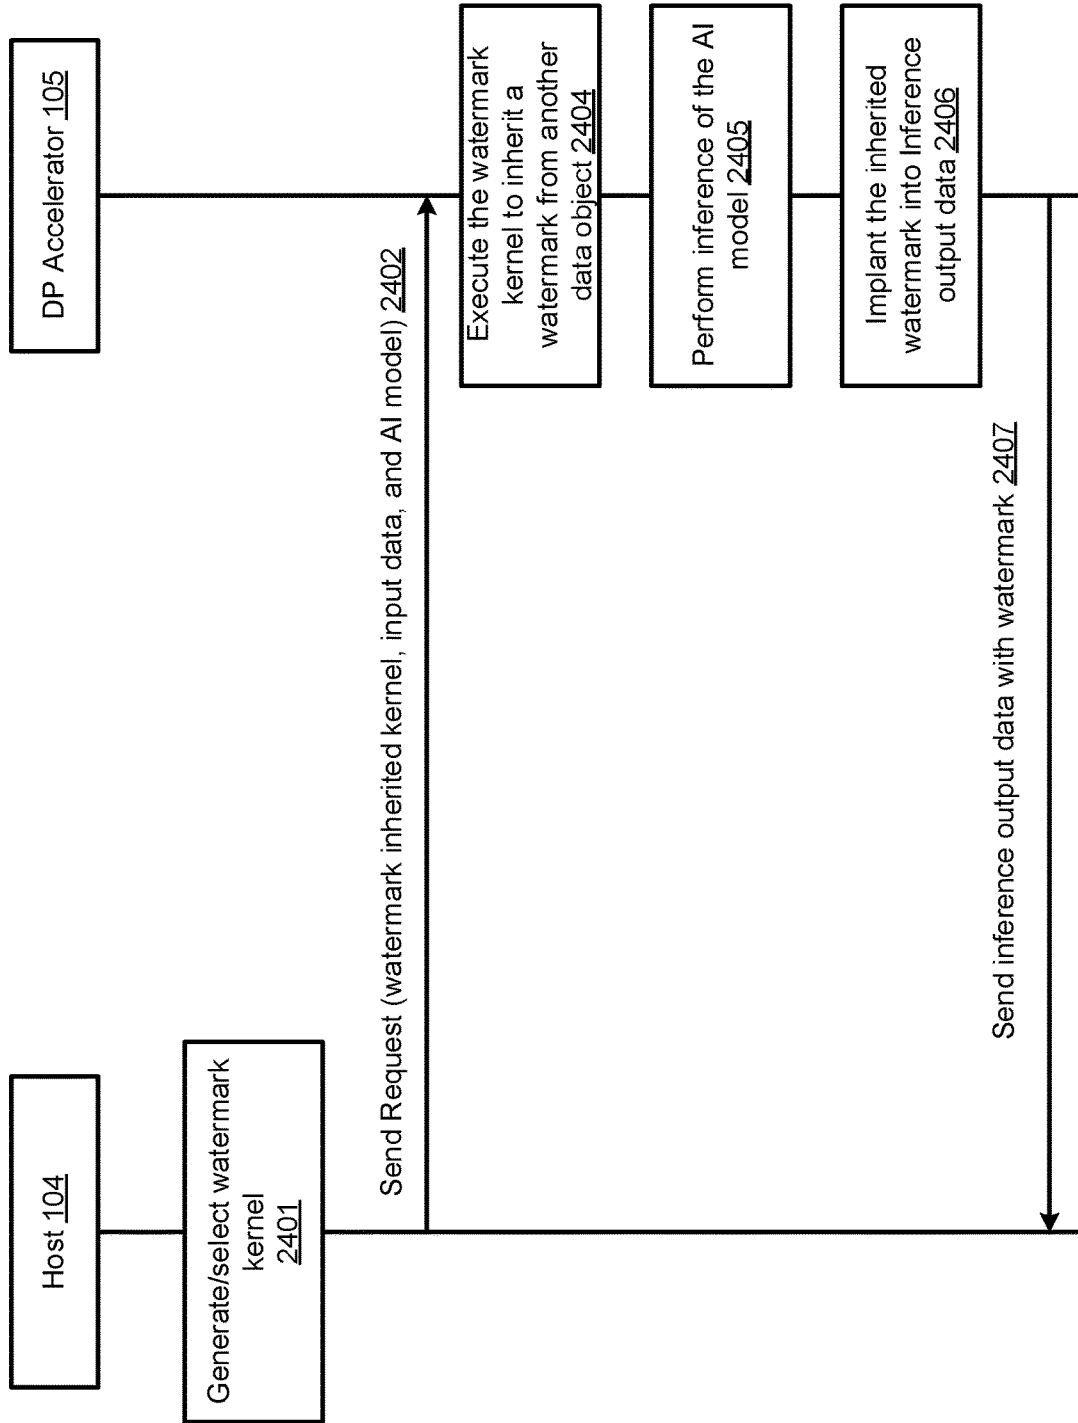 Host 104
DP Accelerator 105
Generate/select watermark
kernel
2401
Send Request (watermark inherited kernel, input data, and AI model) 2402
Execute the watermark
kernel to inherit a
watermark from another
data object 2404
Perform inference of the AI
model 2405
Implant the inherited
watermark into Inference
output data 2406
Send inference output data with watermark 2407